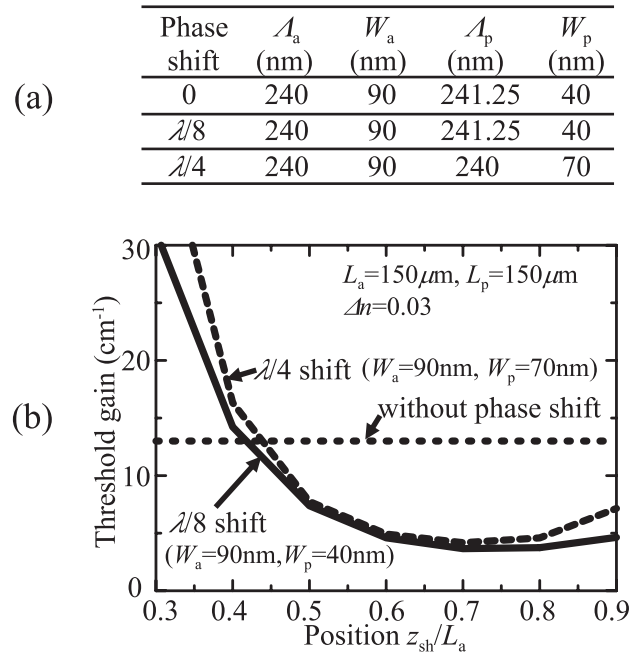 (a)
Phase shift Λa (nm) Wa (nm) Λp (nm) Wp (nm)
0 240 90 241.25 40
λ/8 240 90 241.25 40
λ/4 240 90 240 70
(b)
Threshold gain (cm⁻¹)
30
20
10
0
La=150μm, Lp=150μm
Δn=0.03
λ/4 shift (Wa=90nm, Wp=70nm)
without phase shift
λ/8 shift
(Wa=90nm,Wp=40nm)
0.3 0.4 0.5 0.6 0.7 0.8 0.9
Position zsh/La